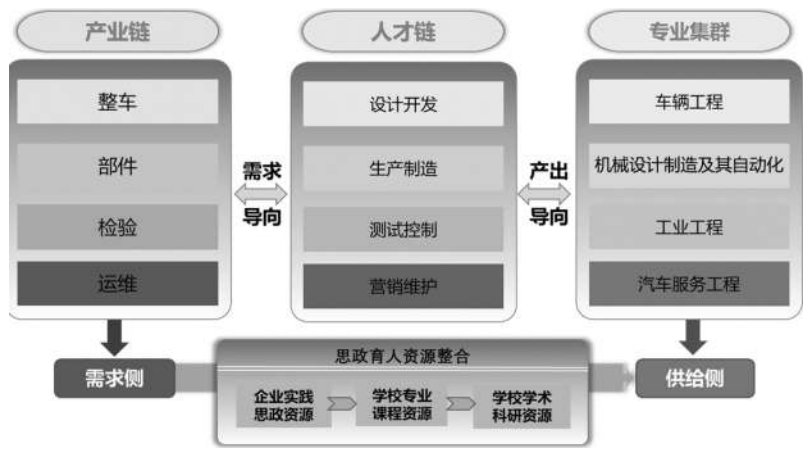 产业链
人才链
专业集群
整车
部件
检验
运维
需求
导向
设计开发
生产制造
测试控制
营销维护
产出
导向
车辆工程
机械设计制造及其自动化
工业工程
汽车服务工程
需求侧
思政育人资源整合
企业实践
思政资源
学校专业
课程资源
学校学术
科研资源
供给侧